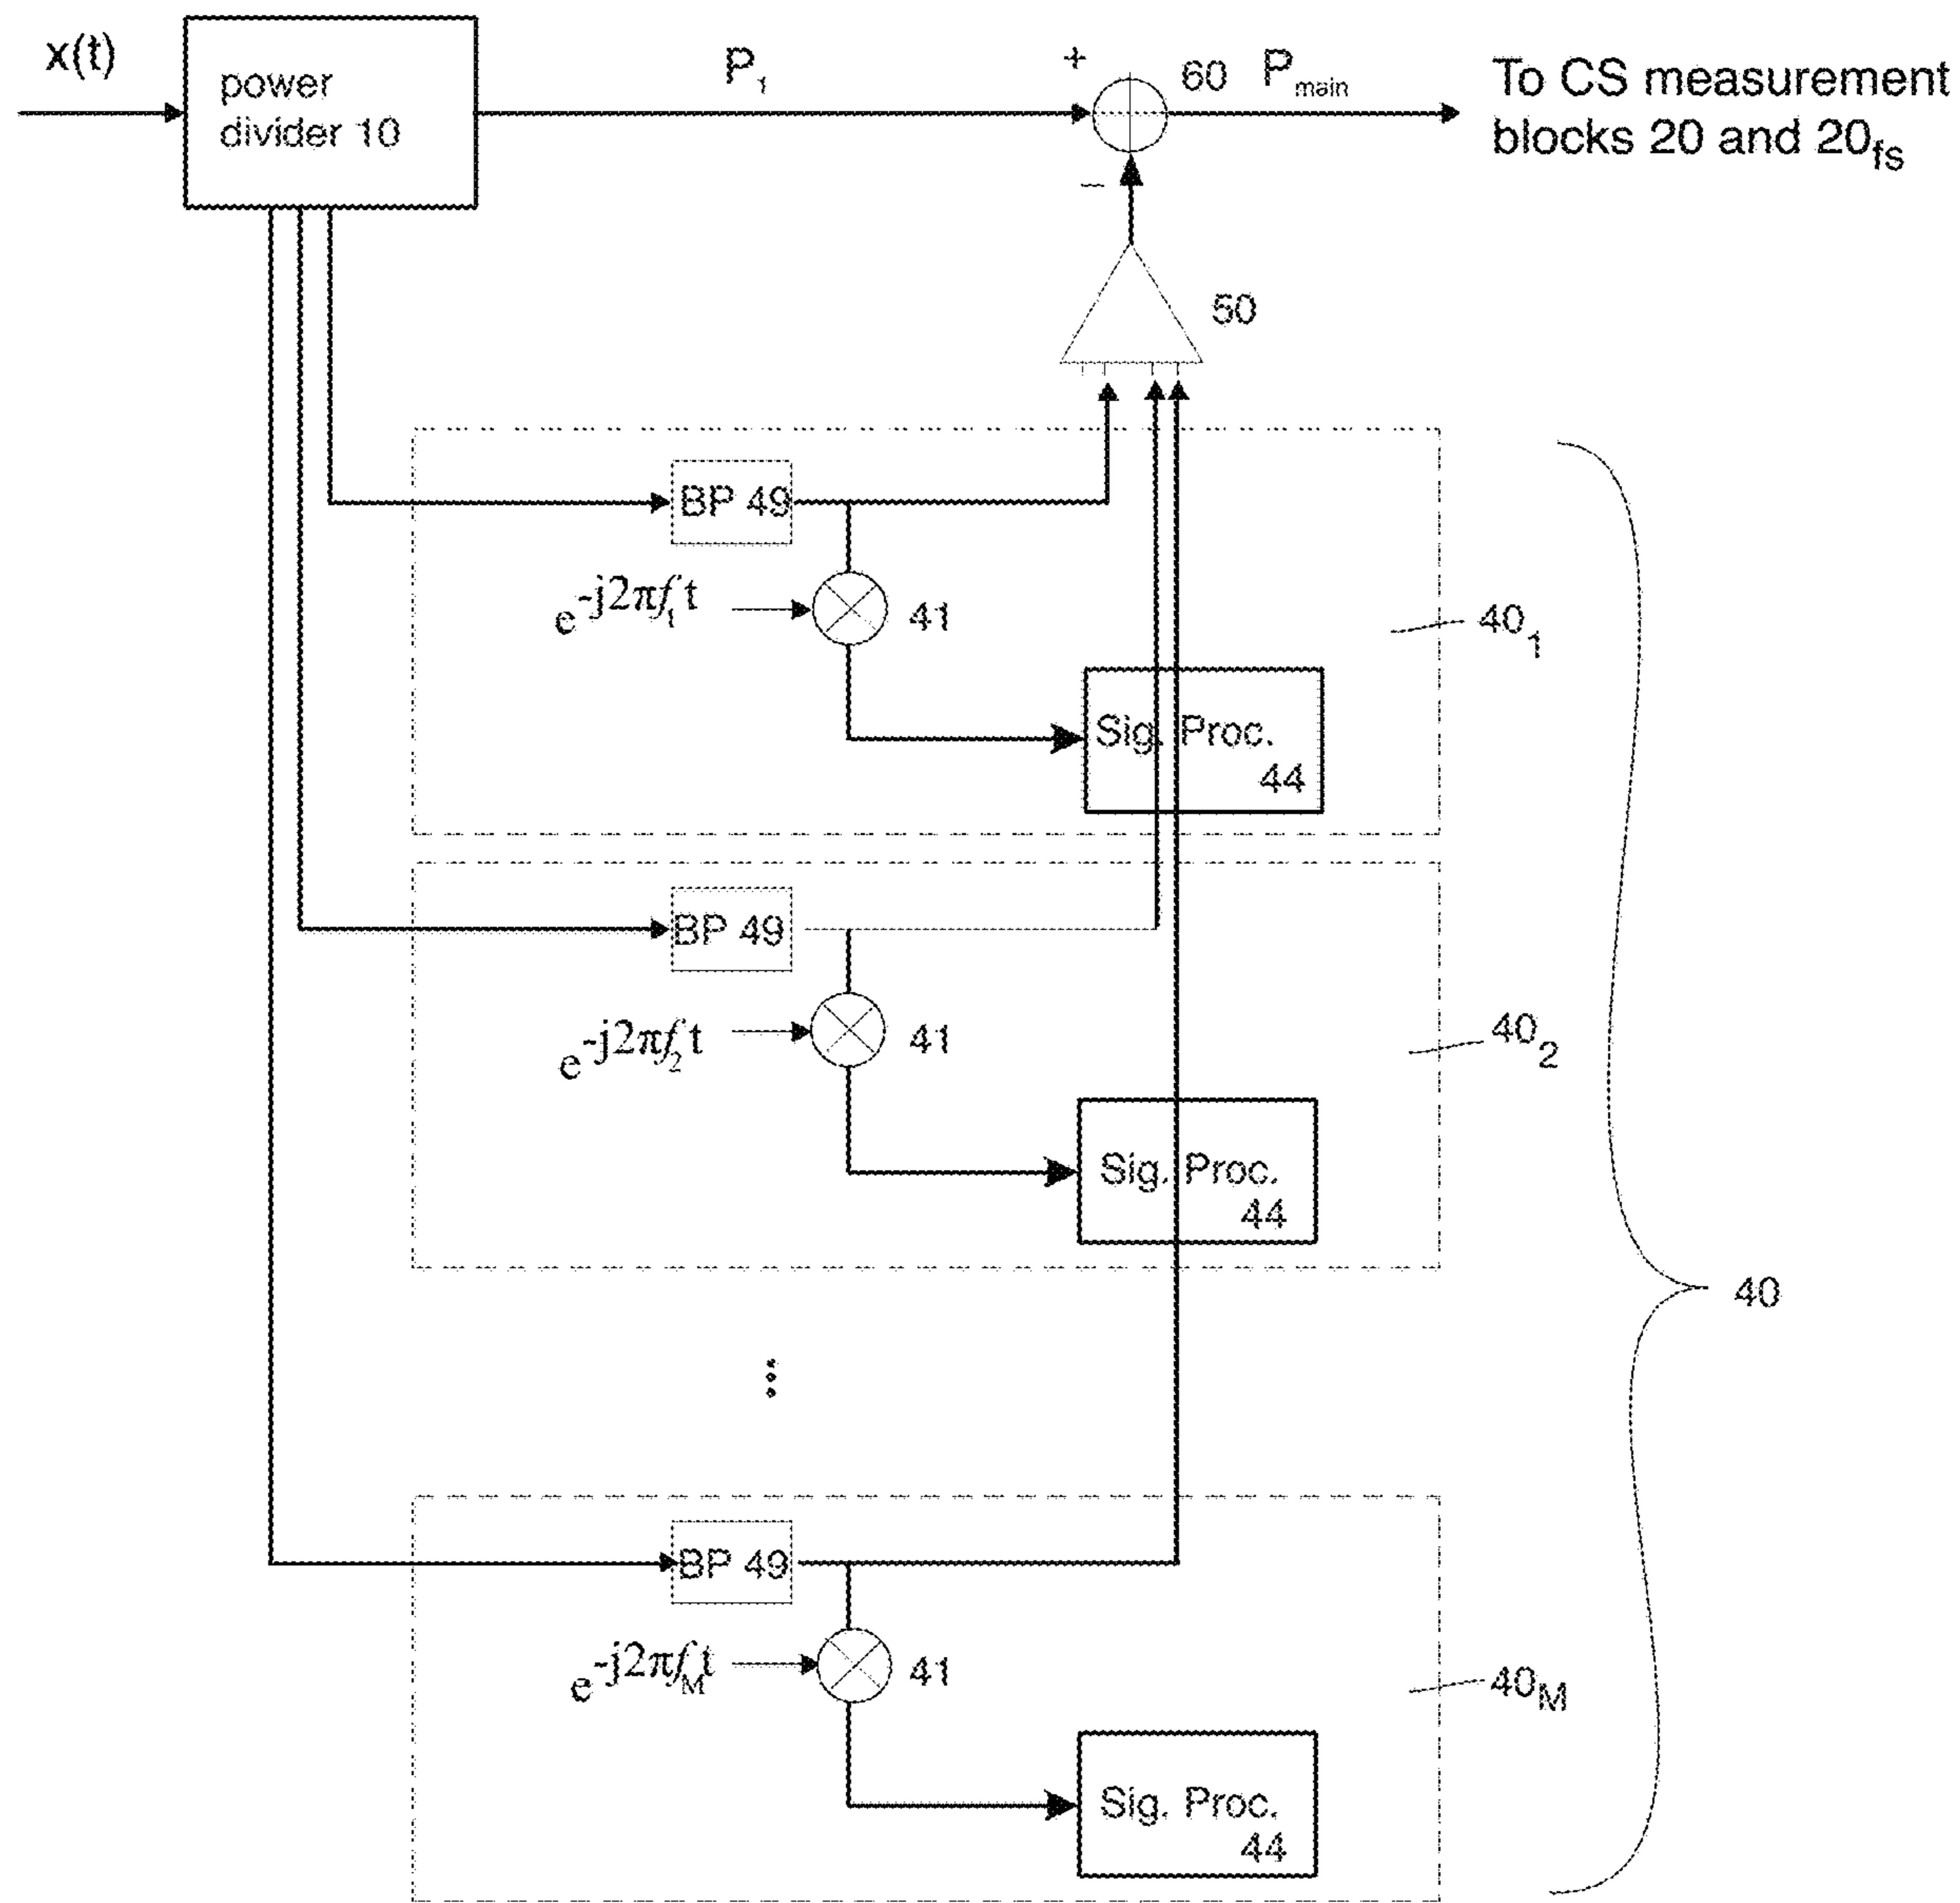 x(t)
power
divider 10
P₁
+
60
Pmain
To CS measurement
blocks 20 and 20fs
−
50
BP 49
e-j2πf₁t
41
40₁
Sig. Proc.
44
BP 49
e-j2πf₂t
41
40₂
Sig. Proc.
44
40
BP 49
e-j2πfMt
41
40M
Sig. Proc.
44